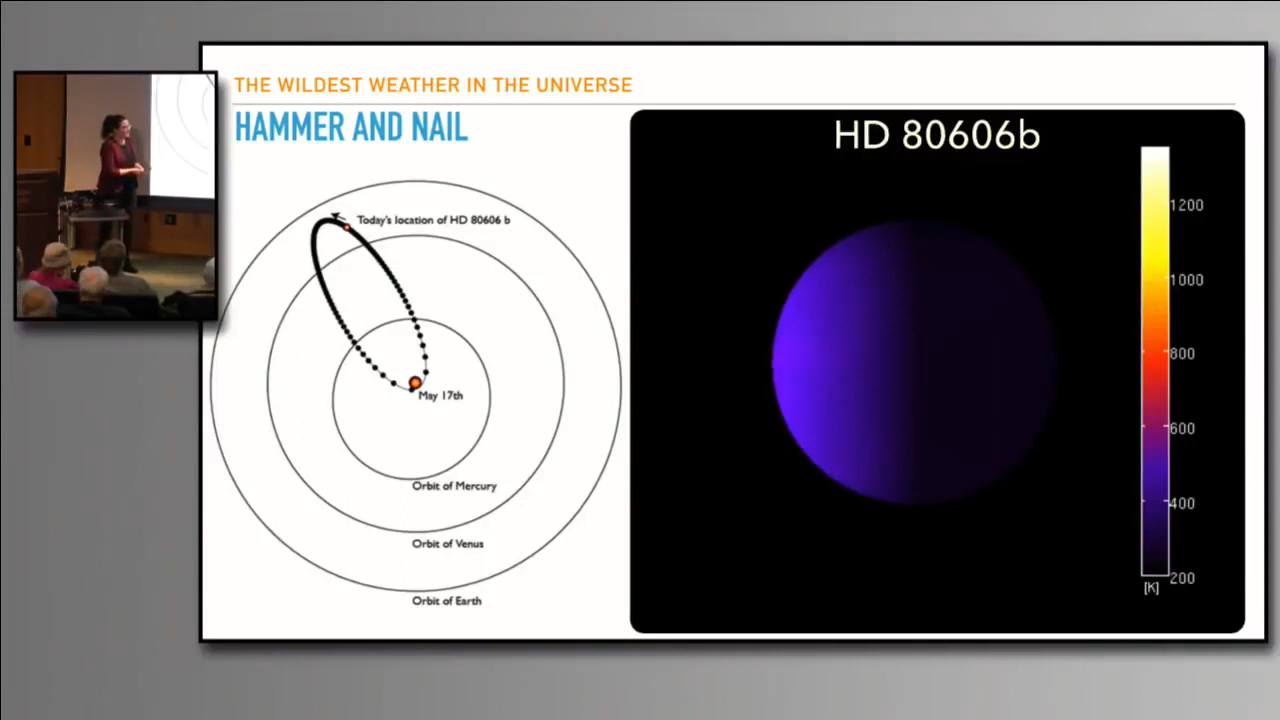 THE WILDEST WEATHER IN THE UNIVERSE
HAMMER AND NAIL
Today's location of HD 80606 b
May 17th
Orbit of Mercury
Orbit of Venus
Orbit of Earth
HD 80606b
1200
1000
800
600
400
200
[K]